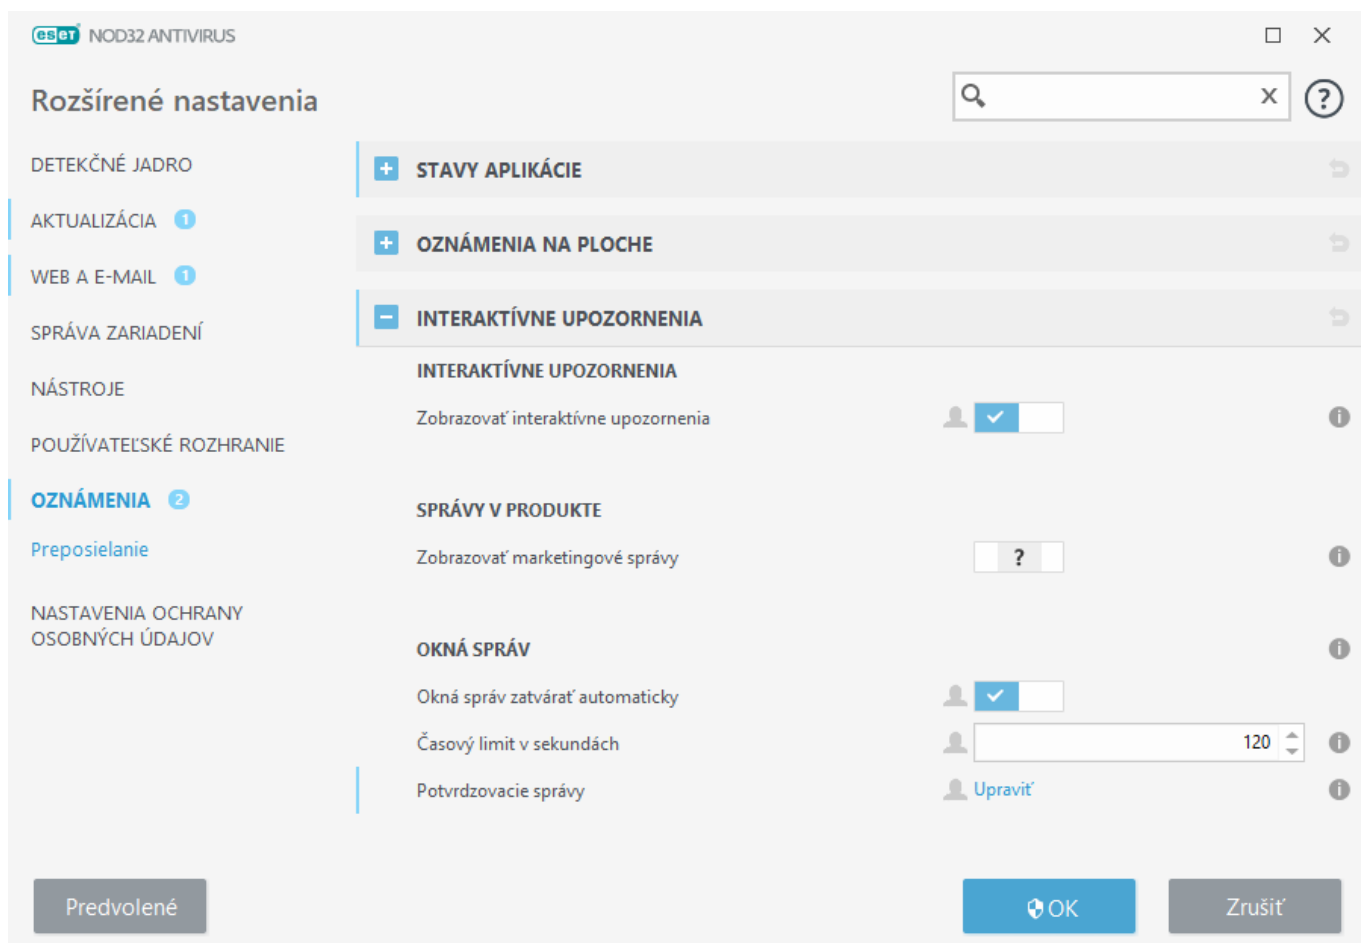 eset NOD32 ANTIVIRUS
Rozšírené nastavenia
x
?
DETEKČNÉ JADRO
AKTUALIZÁCIA 1
WEB A E-MAIL 1
SPRÁVA ZARIADENÍ
NÁSTROJE
POUŽÍVATEĽSKÉ ROZHRANIE
OZNÁMENIA 2
Preposielanie
NASTAVENIA OCHRANY
OSOBNÝCH ÚDAJOV
STAVY APLIKÁCIE
OZNÁMENIA NA PLOCHE
INTERAKTÍVNE UPOZORNENIA
INTERAKTÍVNE UPOZORNENIA
Zobrazovať interaktívne upozornenia
SPRÁVY V PRODUKTE
Zobrazovať marketingové správy ?
OKNÁ SPRÁV
Okná správ zatvárať automaticky
Časový limit v sekundách 120
Potvrdzovacie správy Upraviť
Predvolené
OK
Zrušiť